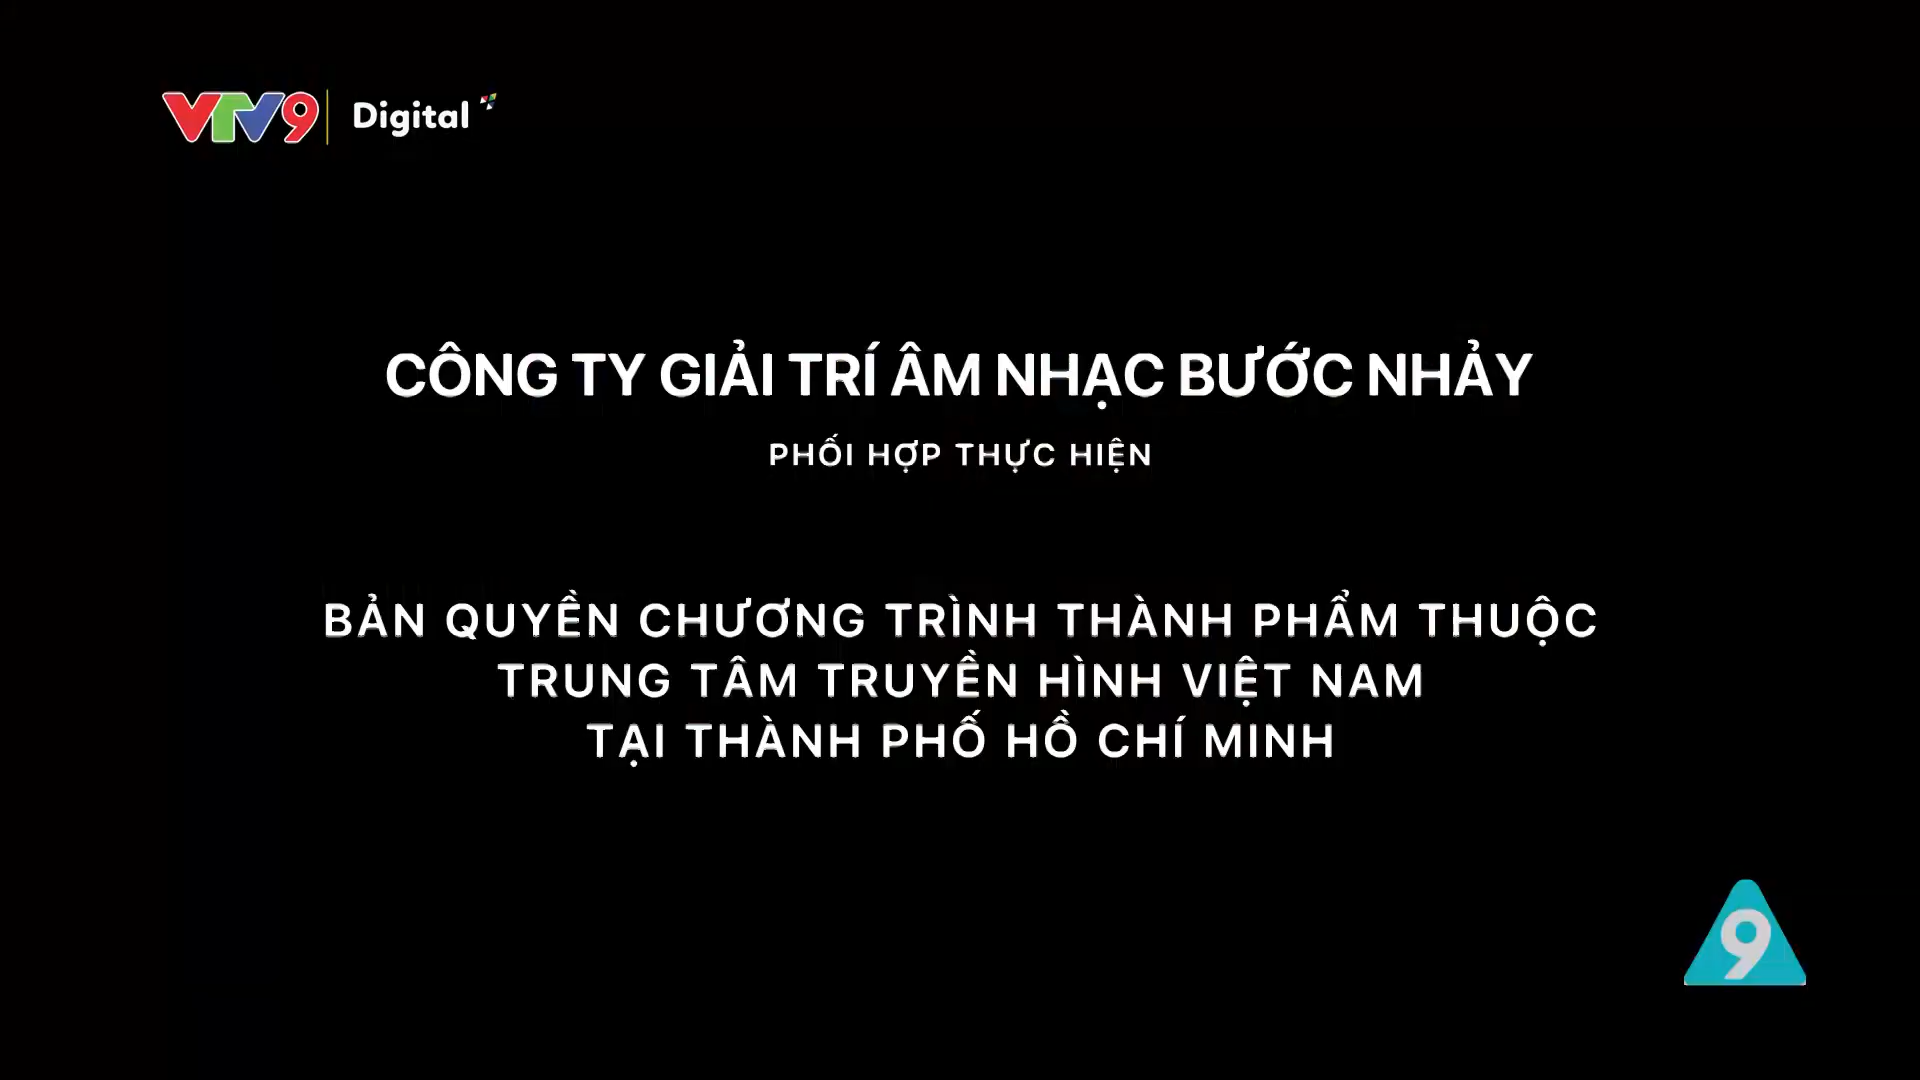 VTV9 Digital
CÔNG TY GIẢI TRÍ ÂM NHẠC BƯỚC NHẢY
PHỐI HỢP THỰC HIỆN
BẢN QUYỀN CHƯƠNG TRÌNH THÀNH PHẨM THUỘC
TRUNG TÂM TRUYỀN HÌNH VIỆT NAM
TẠI THÀNH PHỐ HỒ CHÍ MINH
9